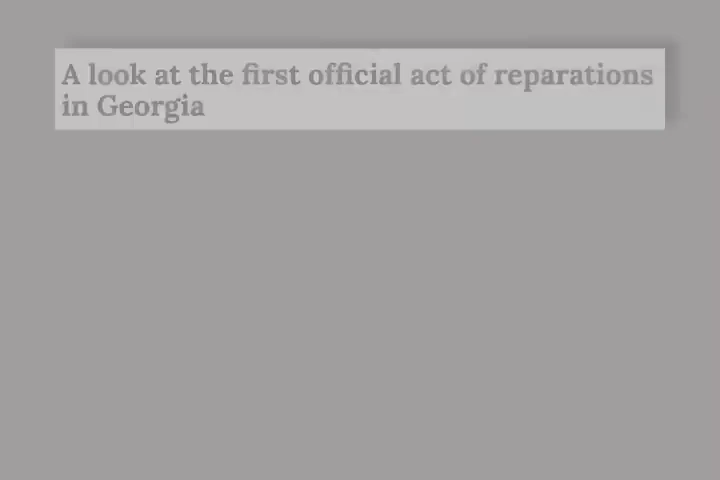 A look at the first official act of reparations
in Georgia